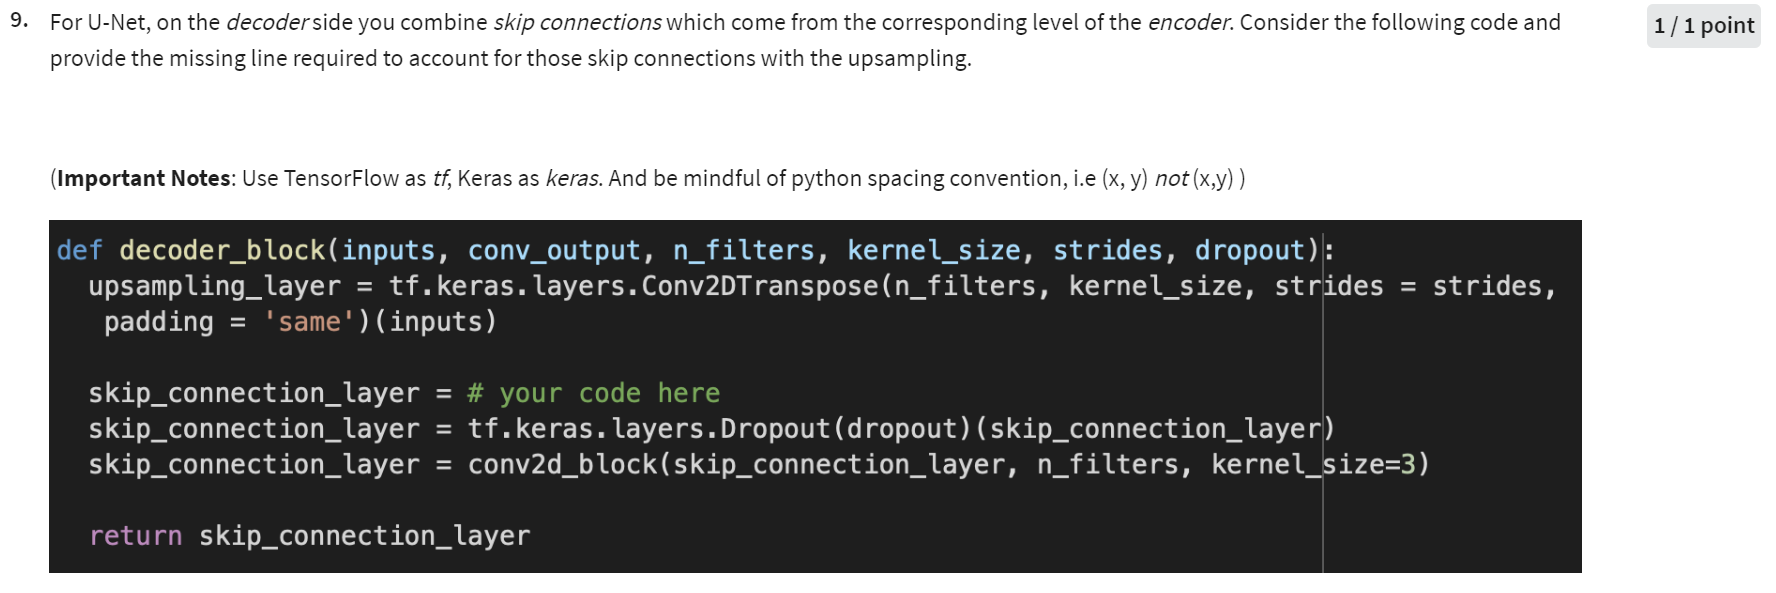 9. For U-Net, on the decoder side you combine skip connections which come from the corresponding level of the encoder. Consider the following code and
1 / 1 point
provide the missing line required to account for those skip connections with the upsampling.
(Important Notes: Use TensorFlow as tf, Keras as keras. And be mindful of python spacing convention, i.e (x, y) not (x,y) )
def decoder_block(inputs, conv_output, n_filters, kernel_size, strides, dropout):
  upsampling_layer = tf.keras.layers.Conv2DTranspose(n_filters, kernel_size, strides = strides,
   padding = 'same')(inputs)
  skip_connection_layer = # your code here
  skip_connection_layer = tf.keras.layers.Dropout(dropout)(skip_connection_layer)
  skip_connection_layer = conv2d_block(skip_connection_layer, n_filters, kernel_size=3)
  return skip_connection_layer